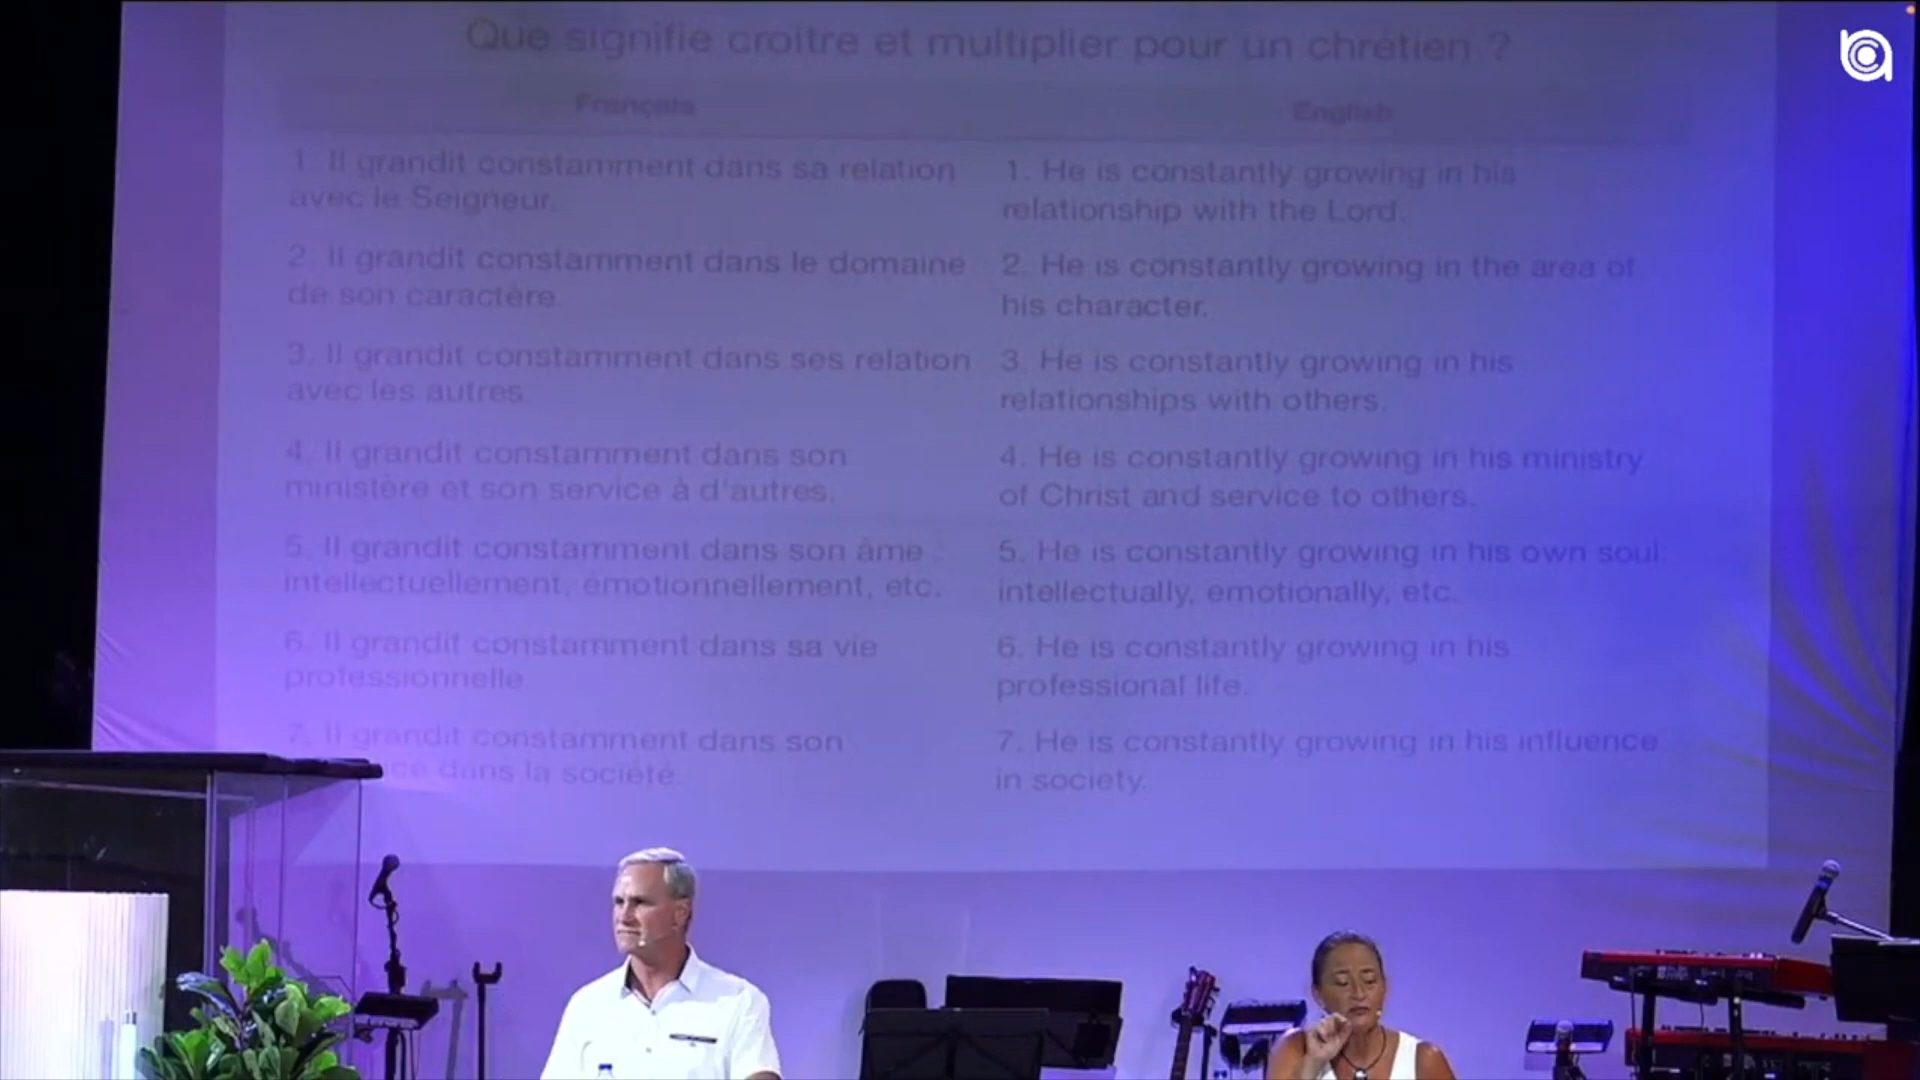 Que signifie croitre et multiplier pour un chrétien ?
Français
English
1. Il grandit constamment dans sa relation
avec le Seigneur.
1. He is constantly growing in his
relationship with the Lord.
2. Il grandit constamment dans le domaine
de son caractère.
2. He is constantly growing in the area of
his character.
3. Il grandit constamment dans ses relation
avec les autres.
3. He is constantly growing in his
relationships with others.
4. Il grandit constamment dans son
ministère et son service à d'autres.
4. He is constantly growing in his ministry
of Christ and service to others.
5. Il grandit constamment dans son âme :
intellectuellement, émotionnellement, etc.
5. He is constantly growing in his own soul:
intellectually, emotionally, etc.
6. Il grandit constamment dans sa vie
professionnelle
6. He is constantly growing in his
professional life.
7. Il grandit constamment dans son
dans la société.
7. He is constantly growing in his influence
in society.